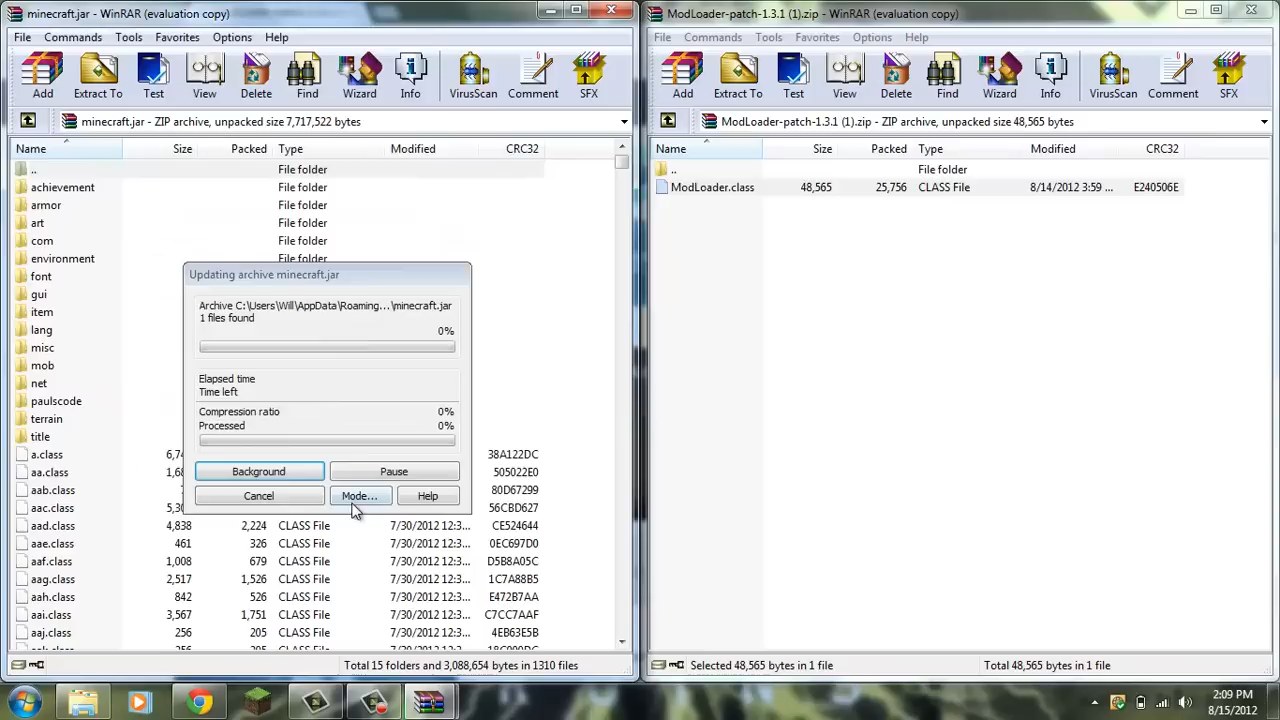 minecraft.jar - WinRAR (evaluation copy)
File Commands Tools Favorites Options Help
Add Extract To Test View Delete Find Wizard Info VirusScan Comment SFX
minecraft.jar - ZIP archive, unpacked size 7,717,522 bytes
Name Size Packed Type Modified CRC32
.. File folder
achievement File folder
armor File folder
art File folder
com File folder
environment File folder
font
gui
item
lang
misc
mob
net
paulscode
terrain
title
a.class 6,7 38A122DC
aa.class 1,6 505022E0
aab.class 80D67299
aac.class 5,3 56CBD627
aad.class 4,838 2,224 CLASS File 7/30/2012 12:3... CE524644
aae.class 461 326 CLASS File 7/30/2012 12:3... 0EC697D0
aaf.class 1,008 679 CLASS File 7/30/2012 12:3... D5B8A05C
aag.class 2,517 1,526 CLASS File 7/30/2012 12:3... 1C7A88B5
aah.class 842 526 CLASS File 7/30/2012 12:3... E472B7AA
aai.class 3,567 1,751 CLASS File 7/30/2012 12:3... C7CC7AAF
aaj.class 256 205 CLASS File 7/30/2012 12:3... 4EB63E5B
Total 15 folders and 3,088,654 bytes in 1310 files
Updating archive minecraft.jar
Archive C:\Users\Will\AppData\Roaming...\minecraft.jar
1 files found
0%
Elapsed time
Time left
Compression ratio 0%
Processed 0%
Background Pause
Cancel Mode... Help
ModLoader-patch-1.3.1 (1).zip - WinRAR (evaluation copy)
File Commands Tools Favorites Options Help
Add Extract To Test View Delete Find Wizard Info VirusScan Comment SFX
ModLoader-patch-1.3.1 (1).zip - ZIP archive, unpacked size 48,565 bytes
Name Size Packed Type Modified CRC32
.. File folder
ModLoader.class 48,565 25,756 CLASS File 8/14/2012 3:59 ... E240506E
Selected 48,565 bytes in 1 file Total 48,565 bytes in 1 file
2:09 PM
8/15/2012